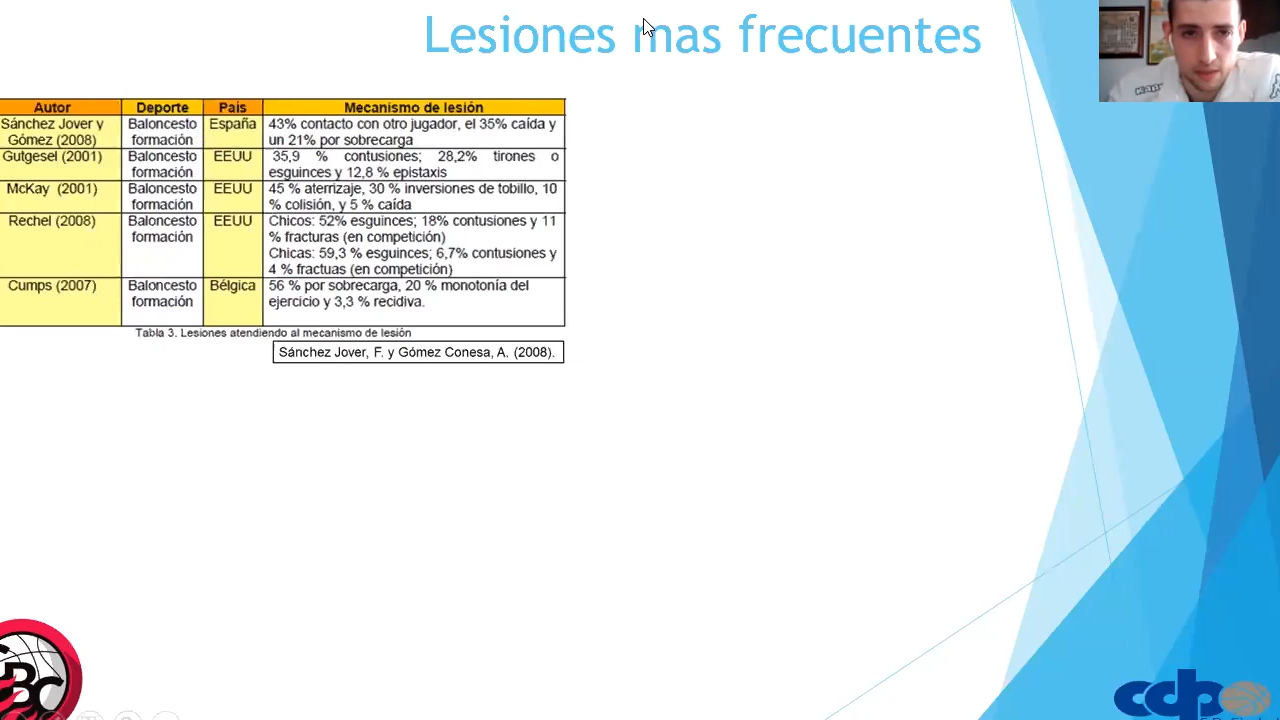 Lesiones mas frecuentes
Autor Deporte País Mecanismo de lesión
Sánchez Jover y Gómez (2008) Baloncesto formación España 43% contacto con otro jugador, el 35% caída y
un 21% por sobrecarga
Gutgesel (2001) Baloncesto formación EEUU 35,9 % contusiones; 28,2% tirones o
esguinces y 12,8 % epistaxis
McKay (2001) Baloncesto formación EEUU 45 % aterrizaje, 30 % inversiones de tobillo, 10
% colisión, y 5 % caída
Rechel (2008) Baloncesto formación EEUU Chicos: 52% esguinces; 18% contusiones y 11
% fracturas (en competición)
Chicas: 59,3 % esguinces; 6,7% contusiones y
4 % fractuas (en competición)
Cumps (2007) Baloncesto formación Bélgica 56 % por sobrecarga, 20 % monotonía del
ejercicio y 3,3 % recidiva.
Tabla 3. Lesiones atendiendo al mecanismo de lesión
Sánchez Jover, F. y Gómez Conesa, A. (2008).
cdp